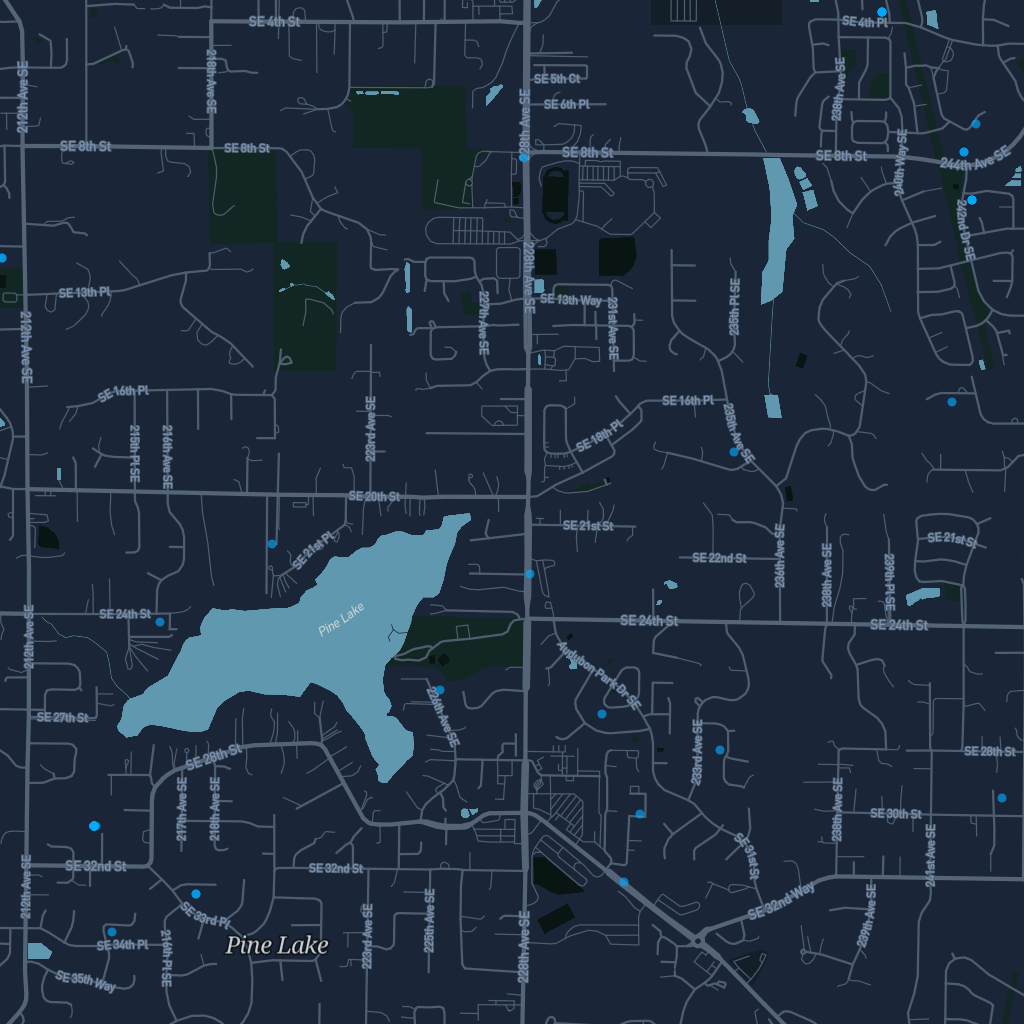 SE 4th St
SE 4th Pl
212th Ave SE
218th Ave SE
SE 5th Ct
238th Ave SE
SE 6th Pl
228th Ave SE
SE 8th St
SE 8th St
SE 8th St
SE 8th St
244th Ave SE
240th Way SE
242nd Dr SE
228th Ave SE
SE 13th Pl
SE 13th Way
235th Pl SE
227th Ave SE
231st Ave SE
212th Ave SE
SE 16th Pl
SE 16th Pl
223rd Ave SE
SE 18th Pl
235th Ave SE
215th Pl SE
216th Ave SE
SE 20th St
SE 21st St
SE 21st St
SE 21st Pl
SE 22nd St
236th Ave SE
238th Ave SE
239th Pl SE
SE 24th St
SE 24th St
SE 24th St
Pine Lake
212th Ave SE
Audubon Park Dr SE
226th Ave SE
SE 27th St
SE 28th St
SE 28th St
233rd Ave SE
217th Ave SE
218th Ave SE
238th Ave SE
SE 30th St
SE 31st St
241st Ave SE
SE 32nd St
SE 32nd St
212th Ave SE
SE 32nd Way
SE 33rd Pl
225th Ave SE
223rd Ave SE
239th Ave SE
SE 34th Pl
216th Pl SE
Pine Lake
228th Ave SE
SE 35th Way